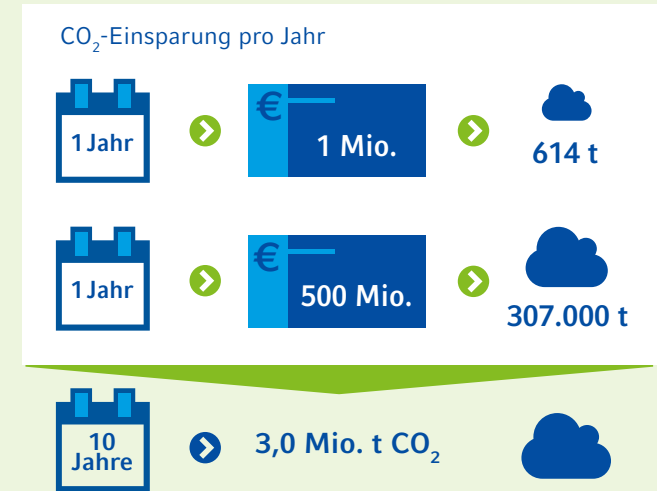 CO₂-Einsparung pro Jahr
1 Jahr
€
1 Mio.
614 t
1 Jahr
€
500 Mio.
307.000 t
10
Jahre
3,0 Mio. t CO₂